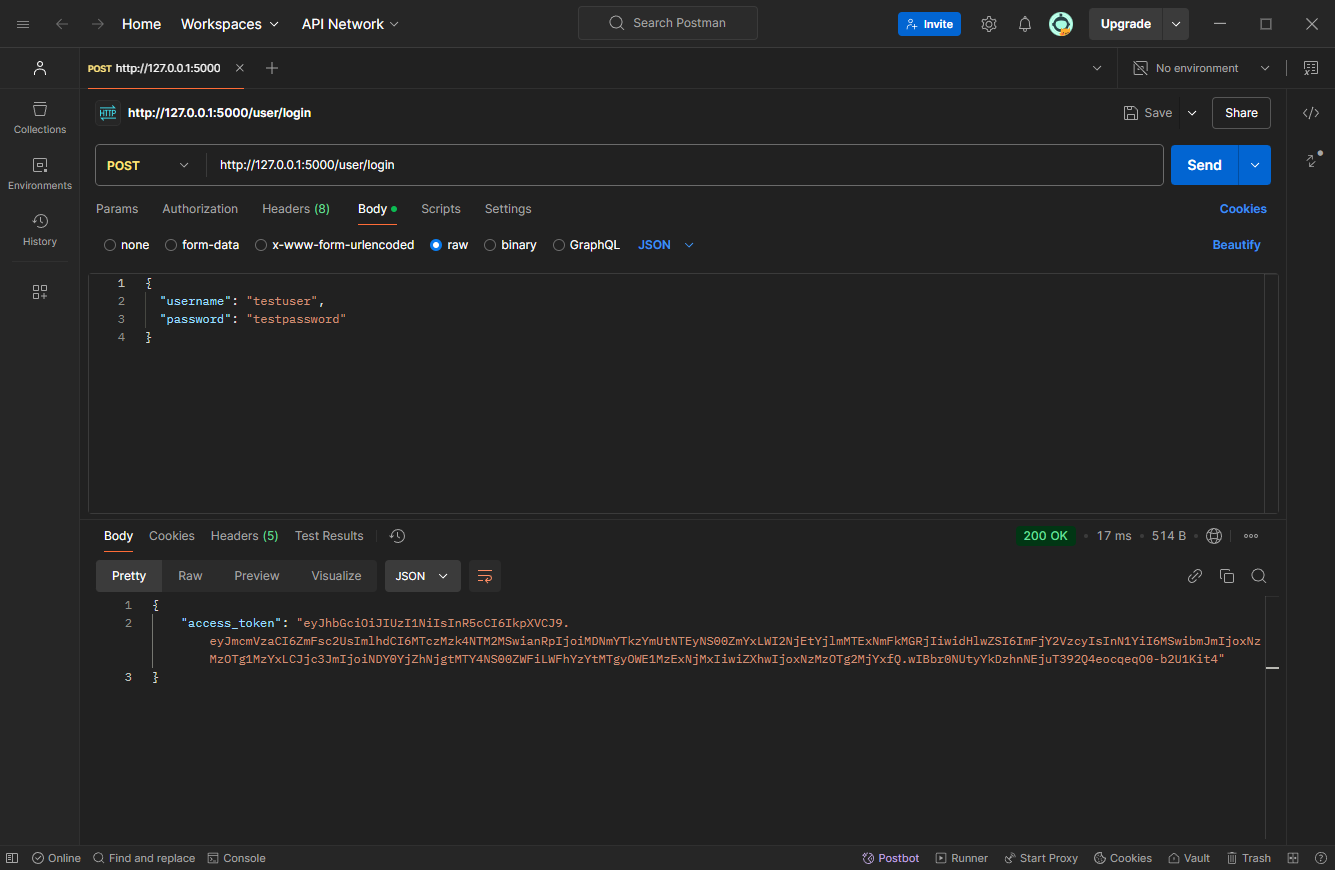 Home Workspaces API Network Search Postman Invite Upgrade
POST http://127.0.0.1:5000 No environment
HTTP http://127.0.0.1:5000/user/login Save Share
Collections
POST http://127.0.0.1:5000/user/login Send
Environments
Params Authorization Headers (8) Body Scripts Settings Cookies
History
none form-data x-www-form-urlencoded raw binary GraphQL JSON Beautify
1 {
2 "username": "testuser",
3 "password": "testpassword"
4 }
Body Cookies Headers (5) Test Results 200 OK 17 ms 514 B
Pretty Raw Preview Visualize JSON
1 {
2 "access_token": "eyJhbGciOiJIUzI1NiIsInR5cCI6IkpXVCJ9.
eyJmcmVzaCI6ZmFsc2UsImlhdCI6MTczMzk4NTM2MSwianRpIjoiMDNmYTkzYmUtNTEyNS00ZmYxLWI2NjEtYjlmMTExNmFkMGRjIiwidHlwZSI6ImFjY2VzcyIsInN1YiI6MSwibmJmIjoxNz
MzOTg1MzYxLCJjc3JmIjoiNDY0YjZhNjgtMTY4NS00ZWFiLWFhYzYtMTgyOWE1MzExNjMxIiwiZXhwIjoxNzMzOTg2MjYxfQ.wIBbr0NUtyYkDzhnNEjuT392Q4eocqeqO0-b2U1Kit4"
3 }
Online Find and replace Console Postbot Runner Start Proxy Cookies Vault Trash